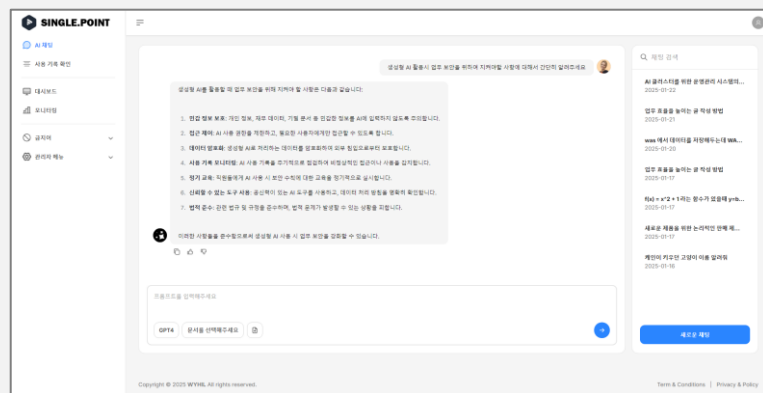 SINGLE.POINT
AI 채팅
사용 기록 확인
대시보드
모니터링
금지어
관리자 메뉴
생성형 AI 활용시 업무 보안을 위하여 지켜야할 사항에 대해서 간단히 알려주세요
생성형 AI를 활용할 때 업무 보안을 위해 지켜야 할 사항은 다음과 같습니다:
1. 민감 정보 보호: 개인 정보, 재무 데이터, 기밀 문서 등 민감한 정보를 AI에 입력하지 않도록 주의합니다.
2. 접근 제어: AI 사용 권한을 제한하고, 필요한 사용자에게만 접근할 수 있도록 합니다.
3. 데이터 암호화: 생성형 AI로 처리하는 데이터를 암호화하여 외부 침입으로부터 보호합니다.
4. 사용 기록 모니터링: AI 사용 기록을 주기적으로 점검하여 비정상적인 접근이나 사용을 감지합니다.
5. 정기 교육: 직원들에게 AI 사용 시 보안 수칙에 대한 교육을 정기적으로 실시합니다.
6. 신뢰할 수 있는 도구 사용: 공신력이 있는 AI 도구를 사용하고, 데이터 처리 방침을 명확히 확인합니다.
7. 법적 준수: 관련 법규 및 규정을 준수하며, 법적 문제가 발생할 수 있는 상황을 피합니다.
이러한 사항들을 준수함으로써 생성형 AI 사용 시 업무 보안을 강화할 수 있습니다.
프롬프트를 입력해주세요
GPT4
문서를 선택해주세요
채팅 검색
AI 클러스터를 위한 운영관리 시스템의...
2025-01-22
업무 효율을 높이는 글 작성 방법
2025-01-21
was 에서 데이터를 저장해두는데 WA...
2025-01-20
업무 효율을 높이는 글 작성 방법
2025-01-17
f(x) = x^2 + 1 라는 함수가 있을때 y=b...
2025-01-17
새로운 제품을 위한 논리적인 판매 제...
2025-01-17
케인이 키우던 고양이 이름 알려줘
2025-01-16
새로운 채팅
Copyright © 2025 WYHIL. All rights reserved.
Term & Conditions | Privacy & Policy